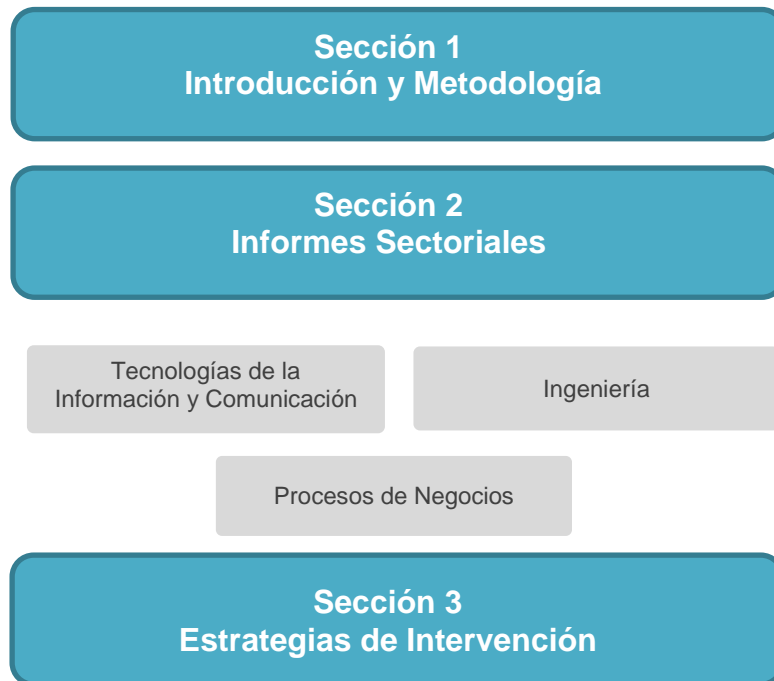 Sección 1
Introducción y Metodología
Sección 2
Informes Sectoriales
Tecnologías de la
Información y Comunicación
Ingeniería
Procesos de Negocios
Sección 3
Estrategias de Intervención